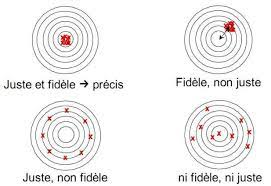 Juste et fidèle → précis
Fidèle, non juste
Juste, non fidèle
ni fidèle, ni juste